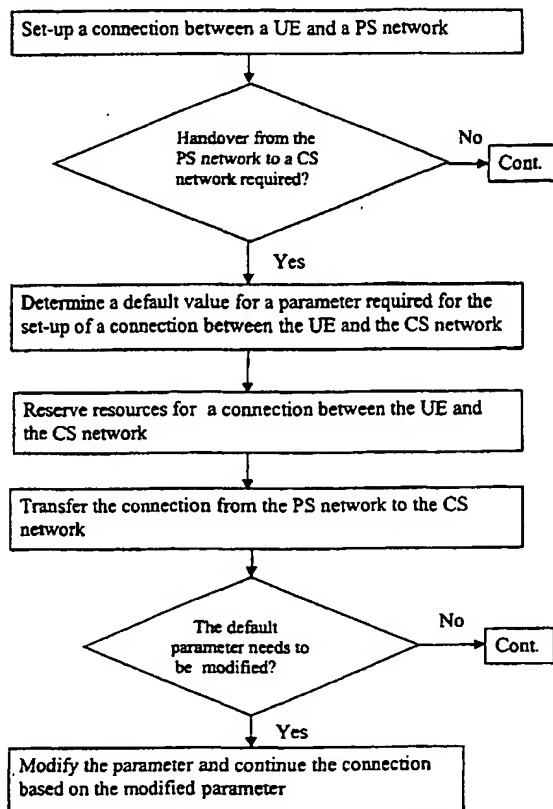 Set-up a connection between a UE and a PS network
Handover from the
PS network to a CS
network required?
No
Cont.
Yes
Determine a default value for a parameter required for the
set-up of a connection between the UE and the CS network
Reserve resources for a connection between the UE and
the CS network
Transfer the connection from the PS network to the CS
network
The default
parameter needs to
be modified?
No
Cont.
Yes
Modify the parameter and continue the connection
based on the modified parameter